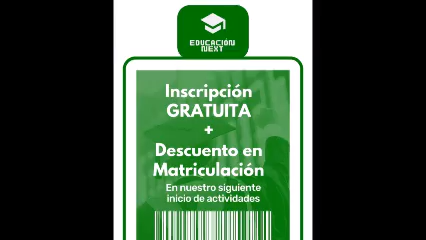 EDUCACIÓN
NEXT
Inscripción
GRATUITA
+
Descuento en
Matriculación
En nuestro siguiente
inicio de actividades